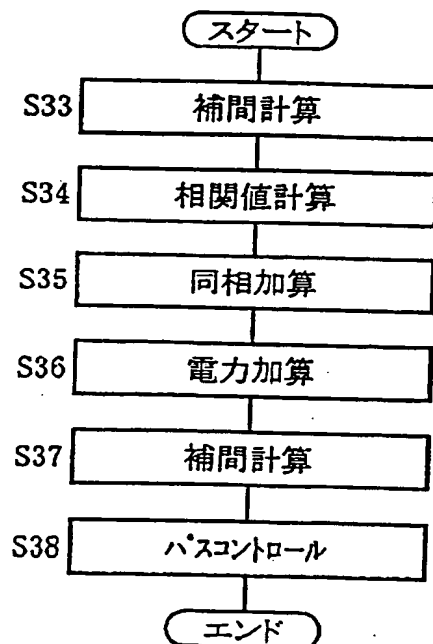 スタート
S33 補間計算
S34 相関値計算
S35 同相加算
S36 電力加算
S37 補間計算
S38 パスコントロール
エンド